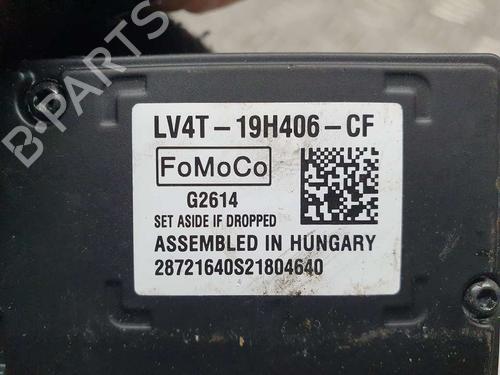 LV4T-19H406-CF
FoMoCo
G2614
SET ASIDE IF DROPPED
ASSEMBLED IN HUNGARY
28721640S21804640
B-PARTS